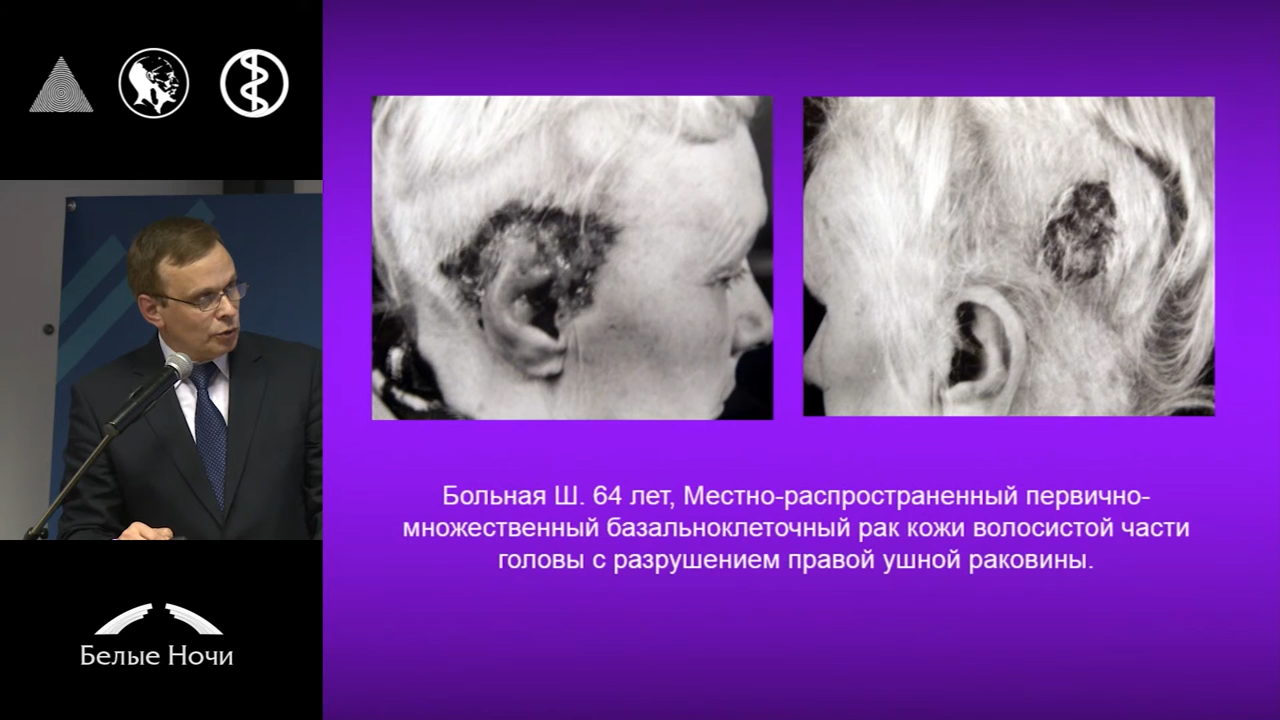 Больная Ш. 64 лет, Местно-распространенный первично-
множественный базальноклеточный рак кожи волосистой части
головы с разрушением правой ушной раковины.
Белые Ночи